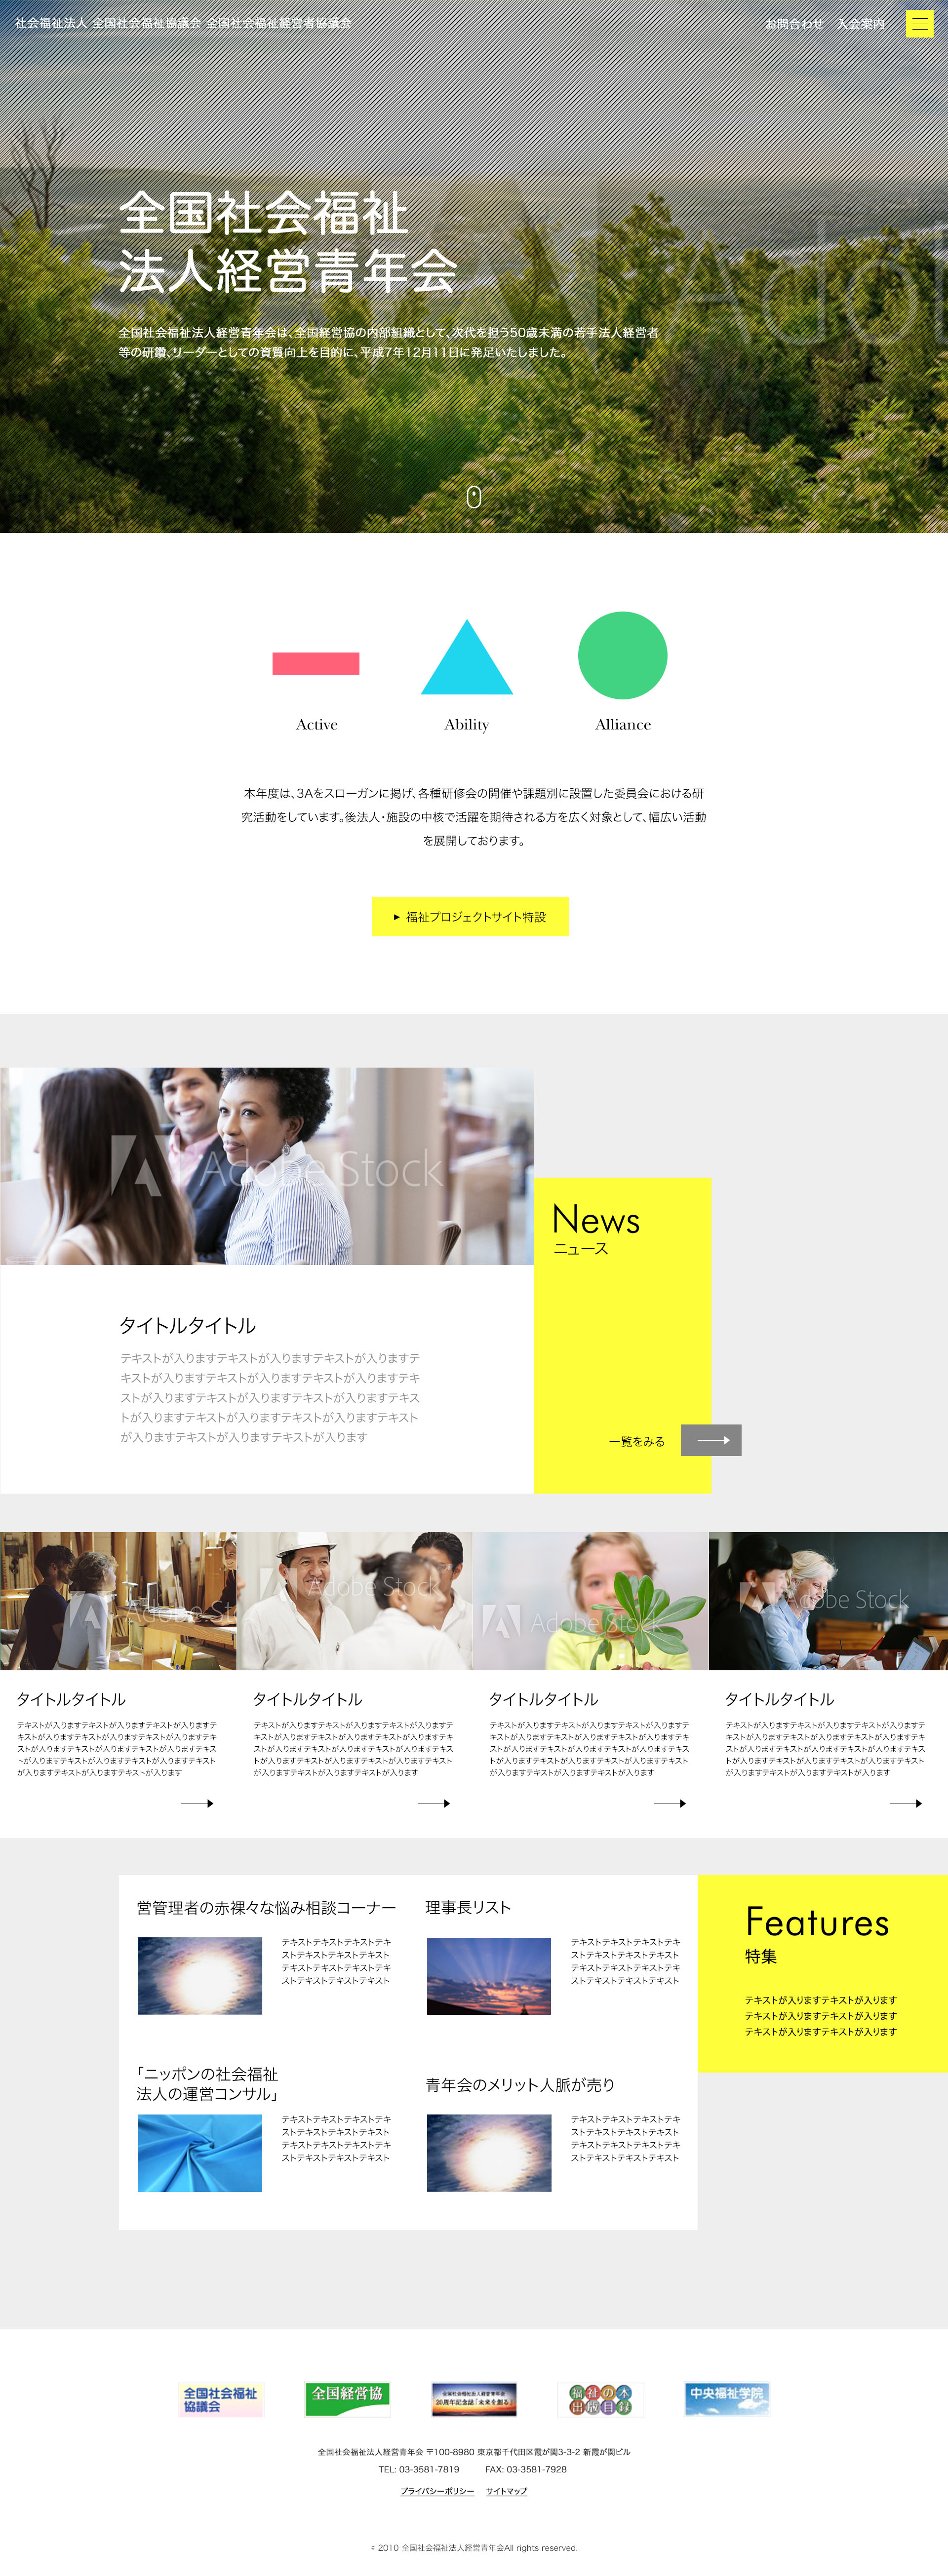 社会福祉法人 全国社会福祉協議会 全国社会福祉経営者協議会
お問合わせ 入会案内
全国社会福祉
法人経営青年会
全国社会福祉法人経営青年会は、全国経営協の内部組織として、次代を担う50歳未満の若手法人経営者
等の研鑽、リーダーとしての資質向上を目的に、平成7年12月11日に発足いたしました。
Active
Ability
Alliance
本年度は、3Aをスローガンに掲げ、各種研修会の開催や課題別に設置した委員会における研
究活動をしています。後法人・施設の中核で活躍を期待される方を広く対象として、幅広い活動
を展開しております。
▶ 福祉プロジェクトサイト特設
Adobe Stock
News
ニュース
タイトルタイトル
テキストが入りますテキストが入りますテキストが入りますテ
キストが入りますテキストが入りますテキストが入りますテキ
ストが入りますテキストが入りますテキストが入りますテキス
トが入りますテキストが入りますテキストが入りますテキスト
が入りますテキストが入りますテキストが入ります
一覧をみる
Adobe Stock
Adobe Stock
Adobe Stock
Adobe Stock
タイトルタイトル
テキストが入りますテキストが入りますテキストが入りますテ
キストが入りますテキストが入りますテキストが入りますテキ
ストが入りますテキストが入りますテキストが入りますテキス
トが入りますテキストが入りますテキストが入りますテキスト
が入りますテキストが入りますテキストが入ります
タイトルタイトル
テキストが入りますテキストが入りますテキストが入りますテ
キストが入りますテキストが入りますテキストが入りますテキ
ストが入りますテキストが入りますテキストが入りますテキス
トが入りますテキストが入りますテキストが入りますテキスト
が入りますテキストが入りますテキストが入ります
タイトルタイトル
テキストが入りますテキストが入りますテキストが入りますテ
キストが入りますテキストが入りますテキストが入りますテキ
ストが入りますテキストが入りますテキストが入りますテキス
トが入りますテキストが入りますテキストが入りますテキスト
が入りますテキストが入りますテキストが入ります
タイトルタイトル
テキストが入りますテキストが入りますテキストが入りますテ
キストが入りますテキストが入りますテキストが入りますテキ
ストが入りますテキストが入りますテキストが入りますテキス
トが入りますテキストが入りますテキストが入りますテキスト
が入りますテキストが入りますテキストが入ります
営管理者の赤裸々な悩み相談コーナー
テキストテキストテキストテキ
ストテキストテキストテキスト
テキストテキストテキストテキ
ストテキストテキストテキスト
理事長リスト
テキストテキストテキストテキ
ストテキストテキストテキスト
テキストテキストテキストテキ
ストテキストテキストテキスト
Features
特集
テキストが入りますテキストが入ります
テキストが入りますテキストが入ります
テキストが入りますテキストが入ります
「ニッポンの社会福祉
法人の運営コンサル」
テキストテキストテキストテキ
ストテキストテキストテキスト
テキストテキストテキストテキ
ストテキストテキストテキスト
青年会のメリット人脈が売り
テキストテキストテキストテキ
ストテキストテキストテキスト
テキストテキストテキストテキ
ストテキストテキストテキスト
全国社会福祉
協議会
全国経営協
全国社会福祉法人経営青年会
20周年記念誌「未来を創る」
福祉の本
出版目録
中央福祉学院
全国社会福祉法人経営青年会 〒100-8980 東京都千代田区霞が関3-3-2 新霞が関ビル
TEL: 03-3581-7819 FAX: 03-3581-7928
プライバシーポリシー サイトマップ
© 2010 全国社会福祉法人経営青年会All rights reserved.